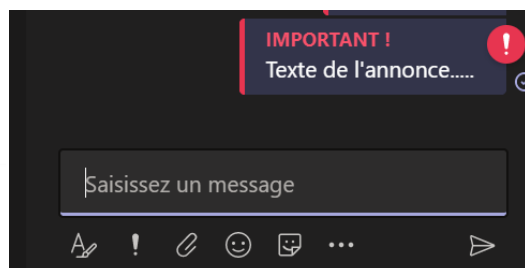 IMPORTANT !
Texte de l'annonce.....
Saisissez un message